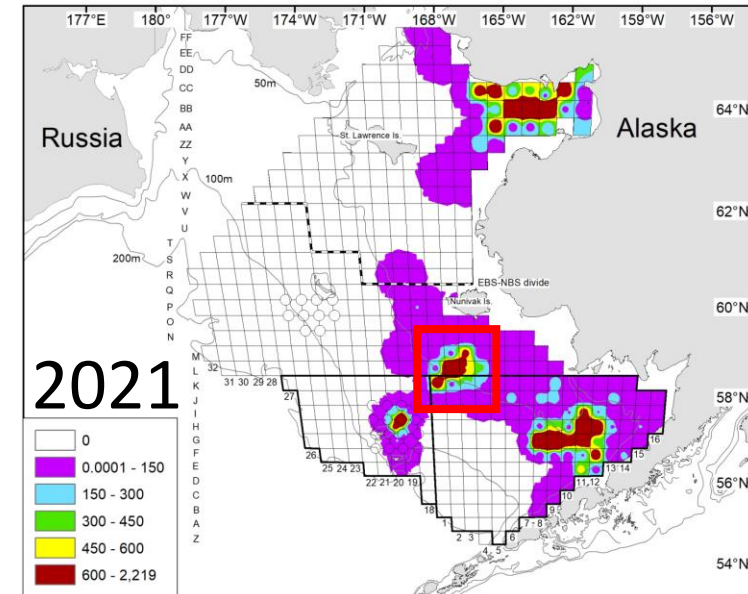 177°E 180° 177°W 174°W 171°W 168°W 165°W 162°W 159°W 156°W
FF
EE
DD
CC
BB
AA
ZZ
Y
X
W
V
U
T
S
R
Q
P
O
N
M
L
K
J
I
H
G
F
E
D
C
B
A
Z
50m
100m
200m
Russia
Alaska
St. Lawrence Is.
EBS-NBS divide
Nunivak Is.
64°N
62°N
60°N
58°N
56°N
54°N
32 31 30 29 28
27
26
25 24 23
22 21 20 19
18
1
2 3
4 5
6
7 8
9
10
11 12
13 14
15
16
2021
0
0.0001 - 150
150 - 300
300 - 450
450 - 600
600 - 2,219